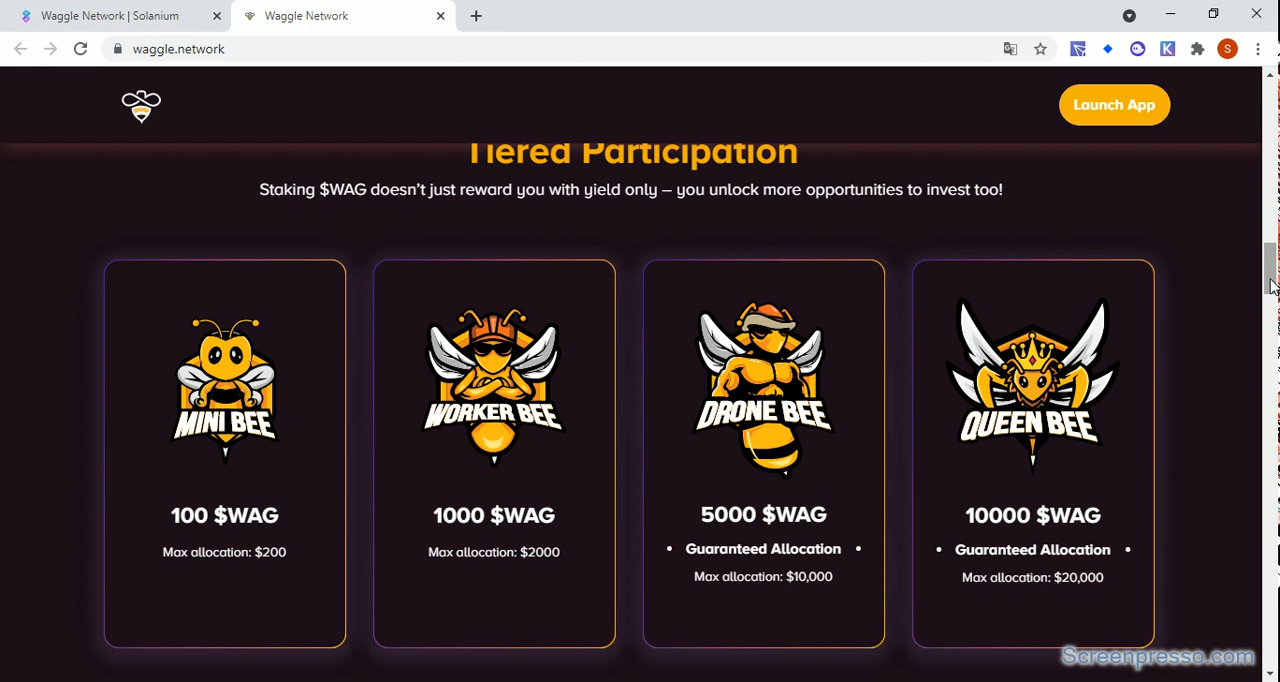 Waggle Network | Solanium
Waggle Network
waggle.network
S
K
Launch App
Tiered Participation
Staking $WAG doesn't just reward you with yield only – you unlock more opportunities to invest too!
MINI BEE
WORKER BEE
DRONE BEE
QUEEN BEE
100 $WAG
1000 $WAG
5000 $WAG
10000 $WAG
Max allocation: $200
Max allocation: $2000
• Guaranteed Allocation •
Max allocation: $10,000
• Guaranteed Allocation •
Max allocation: $20,000
Screenpresso.com